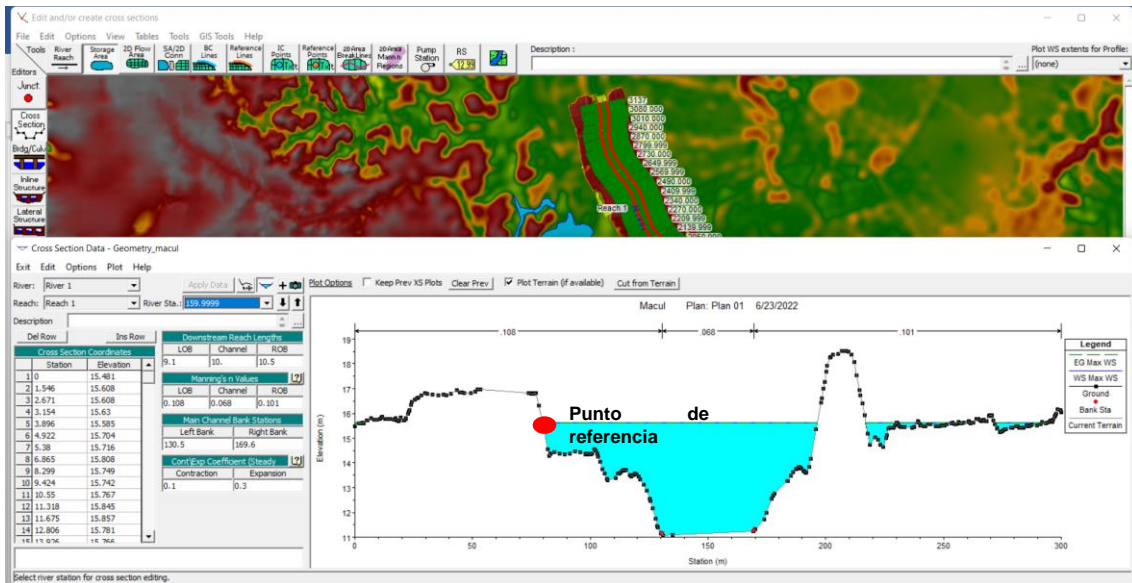 Edit and/or create cross sections
File Edit Options View Tables Tools GIS Tools Help
Tools River Reach Storage Area 2D Flow Area SA/2D Conn BC Lines Reference Lines IC Points Reference Points 2D Area BreakLines 2D Area Mann n Regions Pump Station RS
12.99
Description :
Plot WS extents for Profile:
(none)
Editors
Junct.
Cross Section
Brdg/Culv
Inline Structure
Lateral Structure
3137
3080.000
3010.000
2940.000
2870.000
2799.999
2730.000
2649.999
2569.999
2490.000
2409.999
2340.000
2270.000
2209.999
2139.999
Reach 1
Cross Section Data - Geometry_macul
Exit Edit Options Plot Help
River: River 1 Apply Data
Plot Options Keep Prev XS Plots Clear Prev Plot Terrain (if available) Cut from Terrain
Reach: Reach 1 River Sta.: 159.9999
Description
Del Row Ins Row
Cross Section Coordinates
Station Elevation
1 0 15.481
2 1.546 15.608
3 2.671 15.608
4 3.154 15.63
5 3.896 15.585
6 4.922 15.704
7 5.38 15.716
8 6.865 15.808
9 8.299 15.749
10 9.424 15.742
11 10.55 15.767
12 11.318 15.845
13 11.675 15.857
14 12.806 15.781
15 13.926 15.766
Downstream Reach Lengths
LOB Channel ROB
9.1 10. 10.5
Manning's n Values
LOB Channel ROB
0.108 0.068 0.101
Main Channel Bank Stations
Left Bank Right Bank
130.5 169.6
Cont\Exp Coefficient (Steady
Contraction Expansion
0.1 0.3
Macul Plan: Plan 01 6/23/2022
.108 .068 .101
19
18
17
16
15
14
13
12
11
Elevation (m)
Punto de
referencia
0 50 100 150 200 250 300
Station (m)
Legend
EG Max WS
WS Max WS
Ground
Bank Sta
Current Terrain
Select river station for cross section editing.